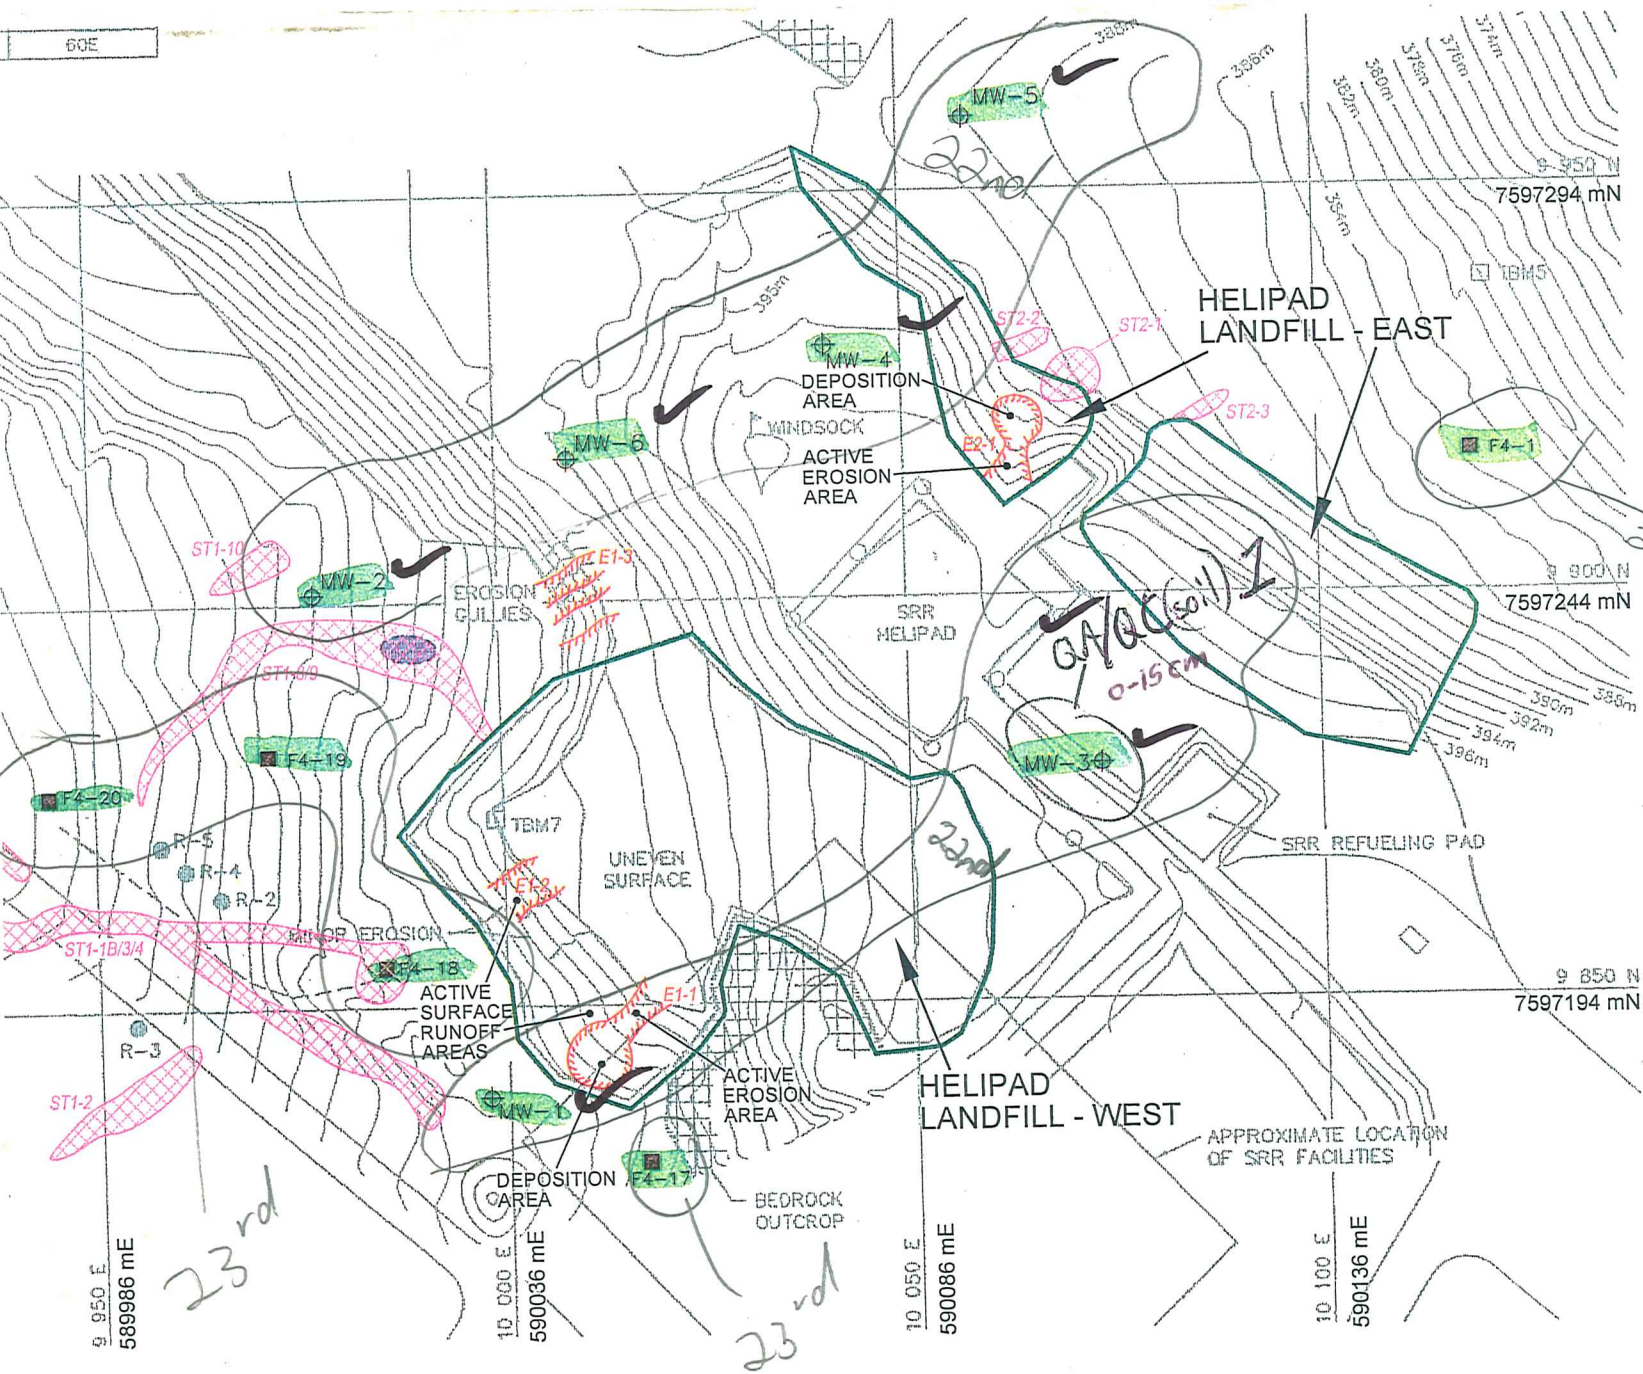 60E
388m
386m
374m
376m
378m
380m
382m
MW-5
22nd
9 950 N
7597294 mN
384m
TBM5
395m
HELIPAD
LANDFILL - EAST
ST2-2
ST2-1
MW-4
DEPOSITION
AREA
ST2-3
WINDSOCK
MW-6
E2-1
F4-1
ACTIVE
EROSION
AREA
ST1-10
E1-3
MW-2
EROSION
GULLIES
9 900 N
7597244 mN
SRR
HELIPAD
QA/QC (soil) 1
0-15cm
ST1-8/9
390m
388m
392m
394m
396m
F4-19
MW-3
F4-20
TBM7
R-5
R-4
R-2
UNEVEN
SURFACE
22nd
SRR REFUELING PAD
E1-2
MINOR EROSION
ST1-1B/3/4
F4-18
9 850 N
7597194 mN
ACTIVE
SURFACE
RUNOFF
AREAS
E1-1
R-3
ACTIVE
EROSION
AREA
HELIPAD
LANDFILL - WEST
ST1-2
MW-1
APPROXIMATE LOCATION
OF SRR FACILITIES
DEPOSITION
AREA
F4-17
BEDROCK
OUTCROP
23rd
23rd
9 950 E
589986 mE
10 000 E
590036 mE
10 050 E
590086 mE
10 100 E
590136 mE